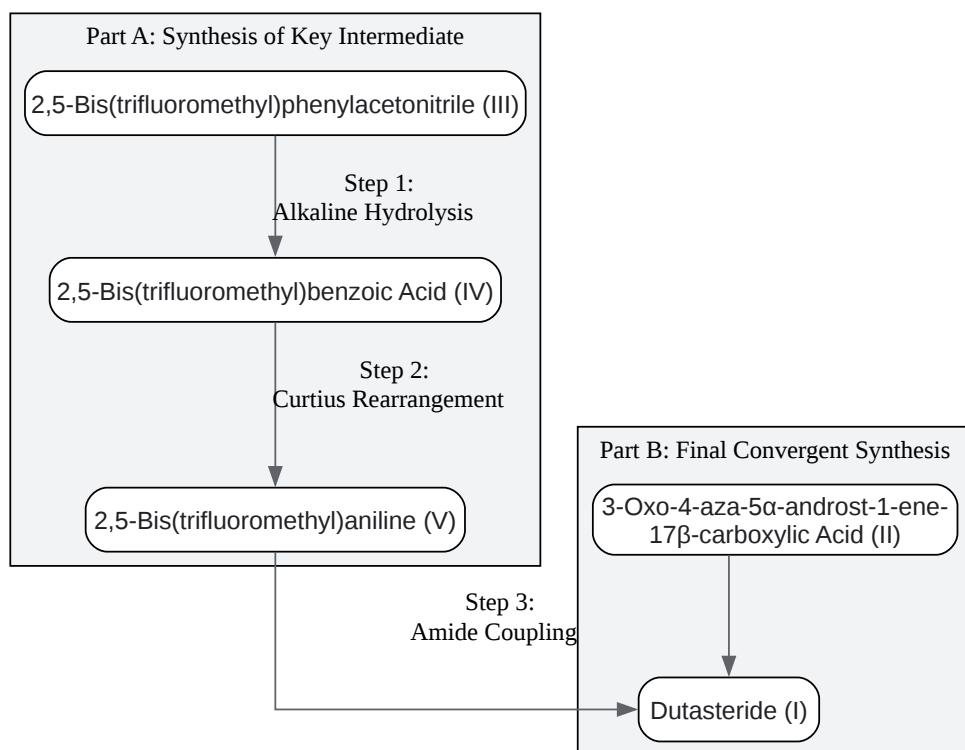 Part A: Synthesis of Key Intermediate
2,5-Bis(trifluoromethyl)phenylacetonitrile (III)
Step 1:
Alkaline Hydrolysis
2,5-Bis(trifluoromethyl)benzoic Acid (IV)
Step 2:
Curtius Rearrangement
2,5-Bis(trifluoromethyl)aniline (V)
Step 3:
Amide Coupling
Part B: Final Convergent Synthesis
3-Oxo-4-aza-5α-androst-1-ene-
17β-carboxylic Acid (II)
Dutasteride (I)